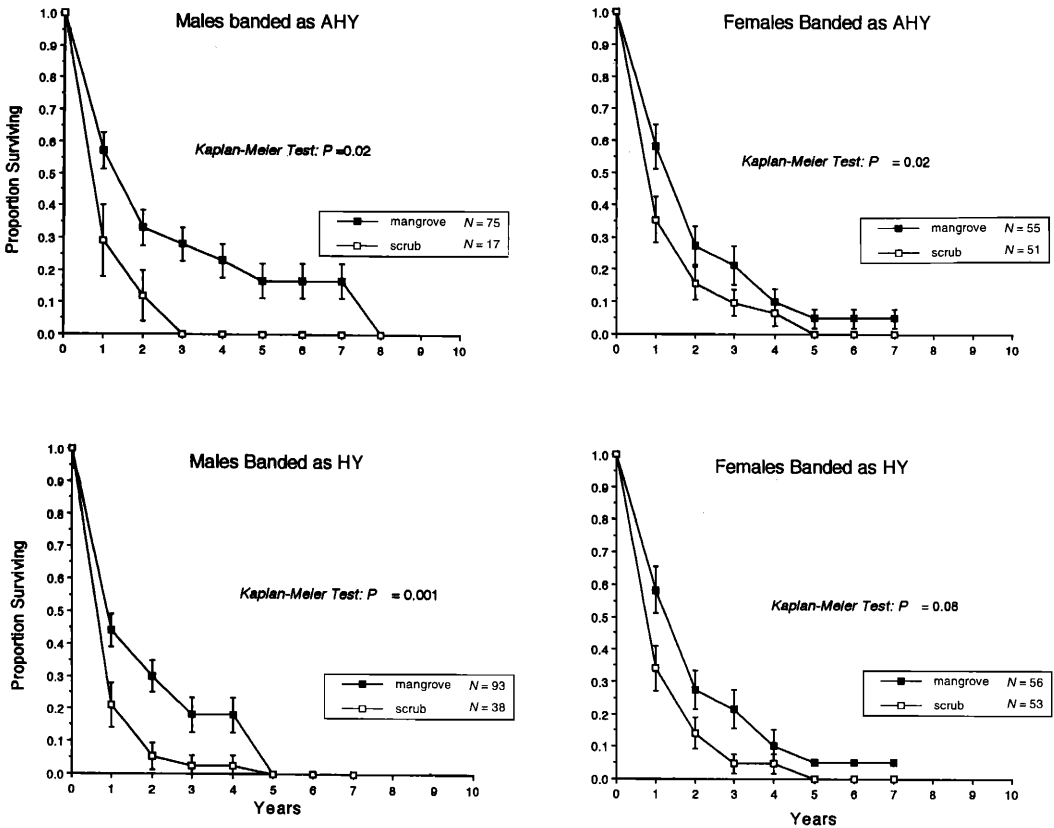 Males banded as AHY
Proportion Surviving
1.0
0.9
0.8
0.7
0.6
0.5
0.4
0.3
0.2
0.1
0.0
Kaplan-Meier Test: P =0.02
mangrove N = 75
scrub N = 17
0 1 2 3 4 5 6 7 8 9 10
Females Banded as AHY
1.0
0.9
0.8
0.7
0.6
0.5
0.4
0.3
0.2
0.1
0.0
Kaplan-Meier Test: P = 0.02
mangrove N = 55
scrub N = 51
0 1 2 3 4 5 6 7 8 9 10
Males Banded as HY
Proportion Surviving
1.0
0.9
0.8
0.7
0.6
0.5
0.4
0.3
0.2
0.1
0.0
Kaplan-Meier Test: P = 0.001
mangrove N = 93
scrub N = 38
0 1 2 3 4 5 6 7 8 9 10
Years
Females Banded as HY
1.0
0.9
0.8
0.7
0.6
0.5
0.4
0.3
0.2
0.1
0.0
Kaplan-Meier Test: P = 0.08
mangrove N = 56
scrub N = 53
0 1 2 3 4 5 6 7 8 9 10
Years